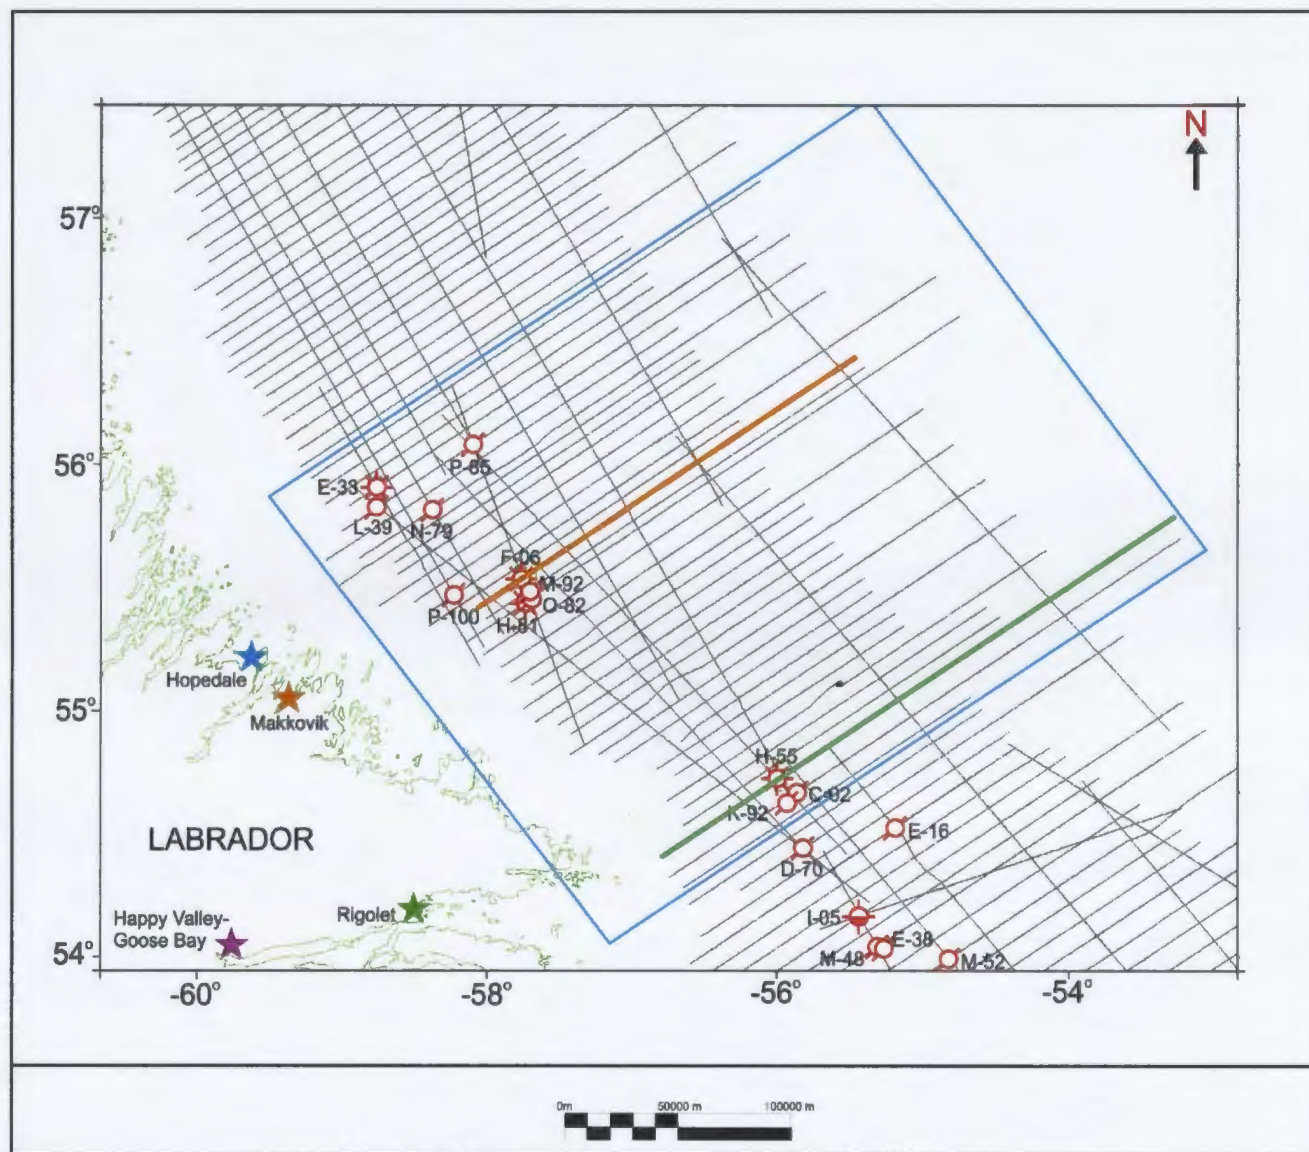 N
57°
56°
P-85
E-33
L-39
N-79
F-06
M-92
O-82
P-100
H-81
Hopedale
55°
Makkovik
H-55
C-02
K-92
E-16
LABRADOR
D-70
Happy Valley-
Goose Bay
Rigolet
I-05
E-38
M-48
M-52
54°
-60°
-58°
-56°
-54°
0m
50000 m
100000 m